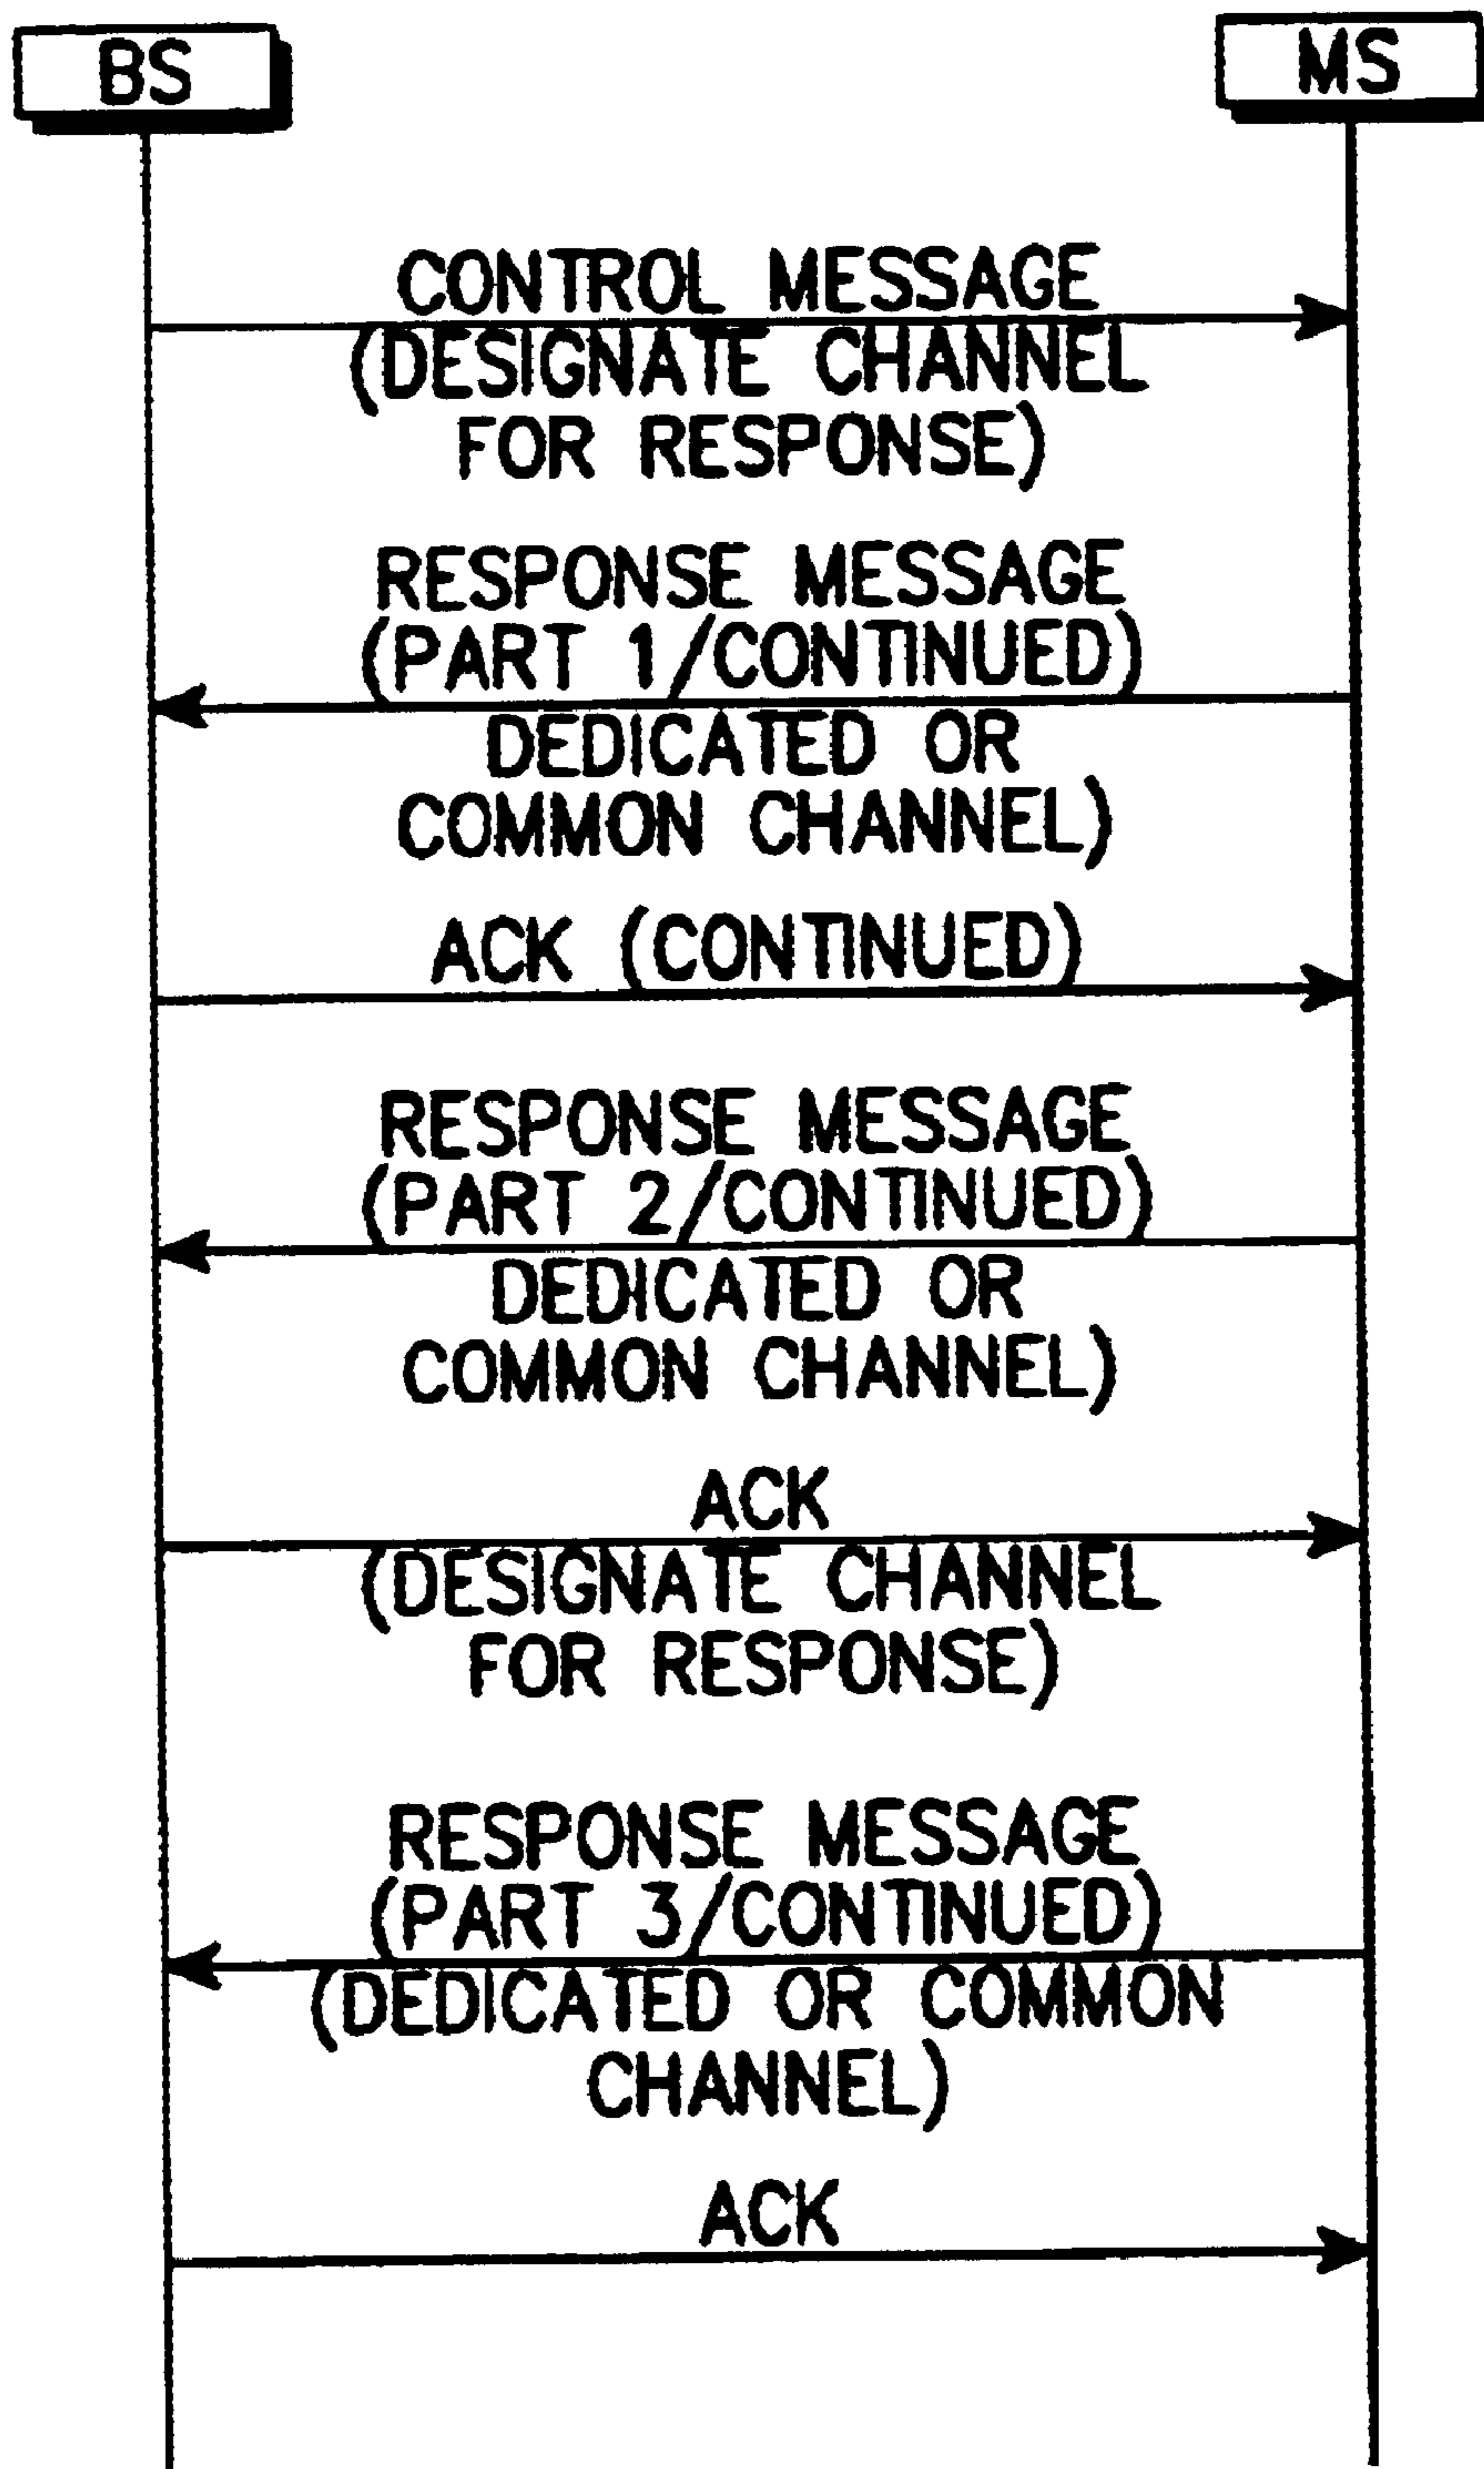 BS
MS
CONTROL MESSAGE
(DESIGNATE CHANNEL
FOR RESPONSE)
RESPONSE MESSAGE
(PART 1/CONTINUED)
DEDICATED OR
COMMON CHANNEL)
ACK (CONTINUED)
RESPONSE MESSAGE
(PART 2/CONTINUED)
DEDICATED OR
COMMON CHANNEL)
ACK
(DESIGNATE CHANNEL
FOR RESPONSE)
RESPONSE MESSAGE
(PART 3/CONTINUED)
(DEDICATED OR COMMON
CHANNEL)
ACK